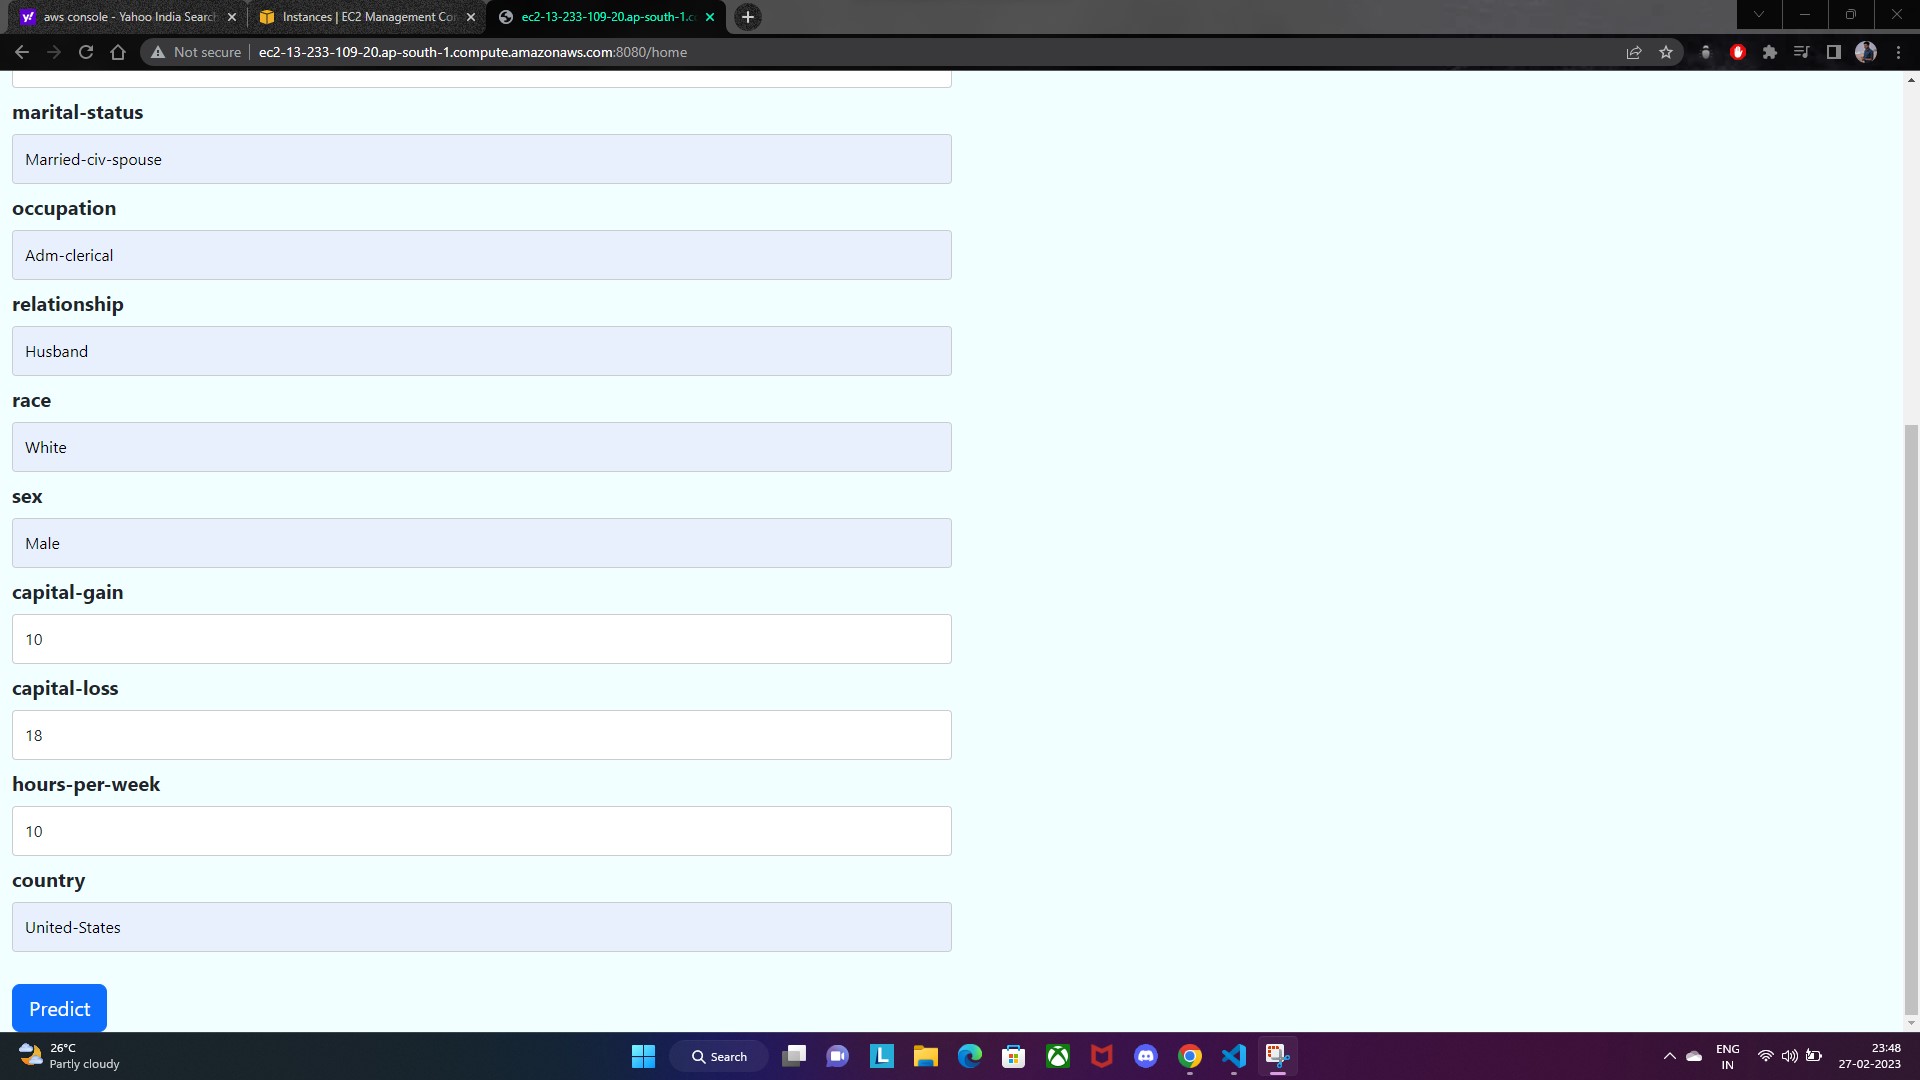 aws console - Yahoo India Search
Instances | EC2 Management Con
ec2-13-233-109-20.ap-south-1.c
Not secure
ec2-13-233-109-20.ap-south-1.compute.amazonaws.com:8080/home
marital-status
Married-civ-spouse
occupation
Adm-clerical
relationship
Husband
race
White
sex
Male
capital-gain
10
capital-loss
18
hours-per-week
10
country
United-States
Predict
26°C
Partly cloudy
Search
ENG
IN
23:48
27-02-2023